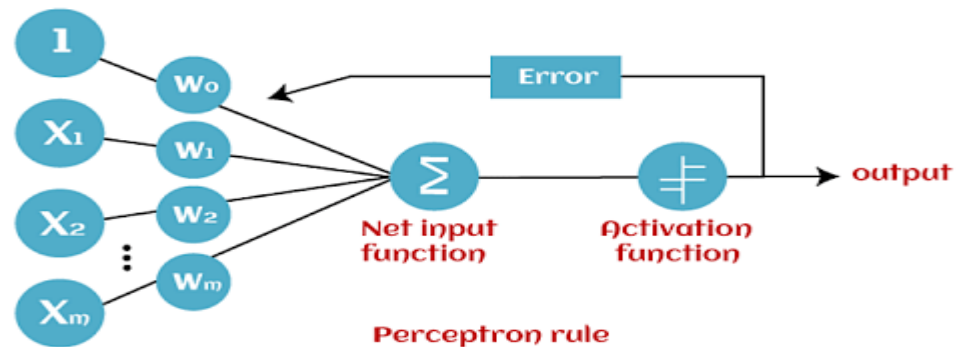 1
W₀
Error
X₁
W₁
Σ
output
X₂
W₂
Net input
function
Activation
function
Wₘ
Xₘ
Perceptron rule